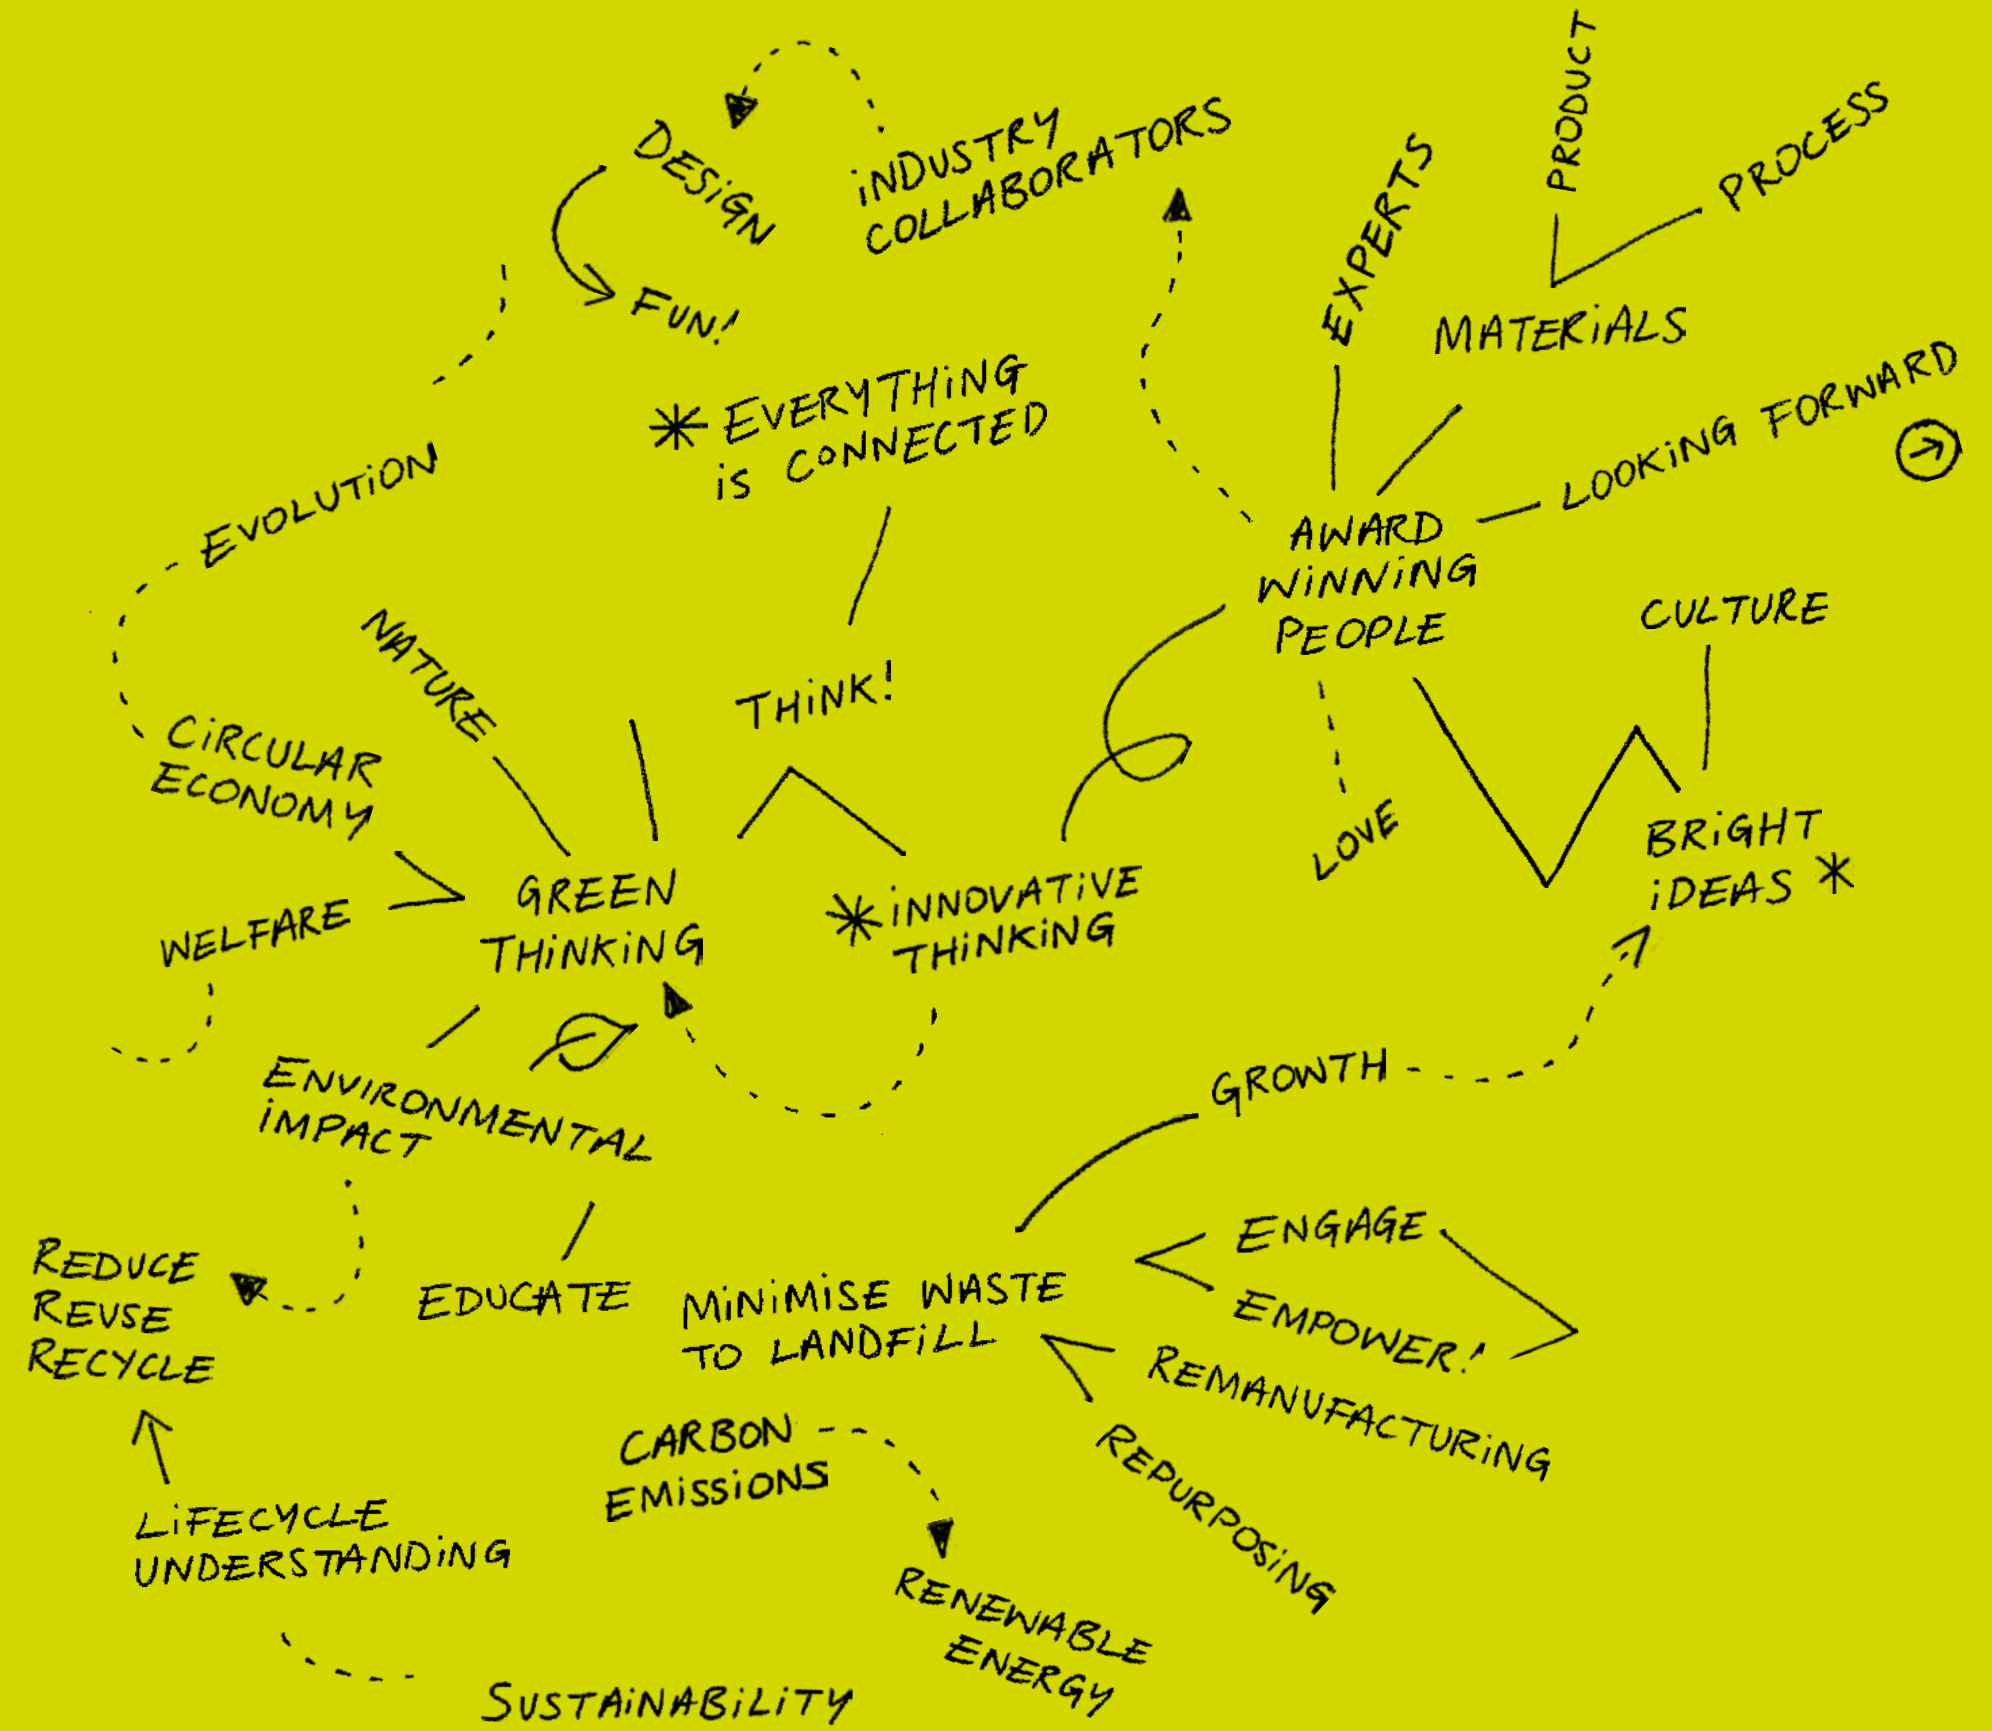 PRODUCT
PROCESS
DESIGN
INDUSTRY
COLLABORATORS
EXPERTS
FUN!
MATERIALS
EVERYTHING
IS CONNECTED
LOOKING FORWARD
EVOLUTION
AWARD
WINNING
PEOPLE
CULTURE
NATURE
THINK!
CIRCULAR
ECONOMY
LOVE
BRIGHT
IDEAS
GREEN
THINKING
INNOVATIVE
THINKING
WELFARE
ENVIRONMENTAL
IMPACT
GROWTH
REDUCE
REUSE
RECYCLE
EDUCATE
MINIMISE WASTE
TO LANDFILL
ENGAGE
EMPOWER!
REMANUFACTURING
REPURPOSING
CARBON
EMISSIONS
LIFECYCLE
UNDERSTANDING
RENEWABLE
ENERGY
SUSTAINABILITY